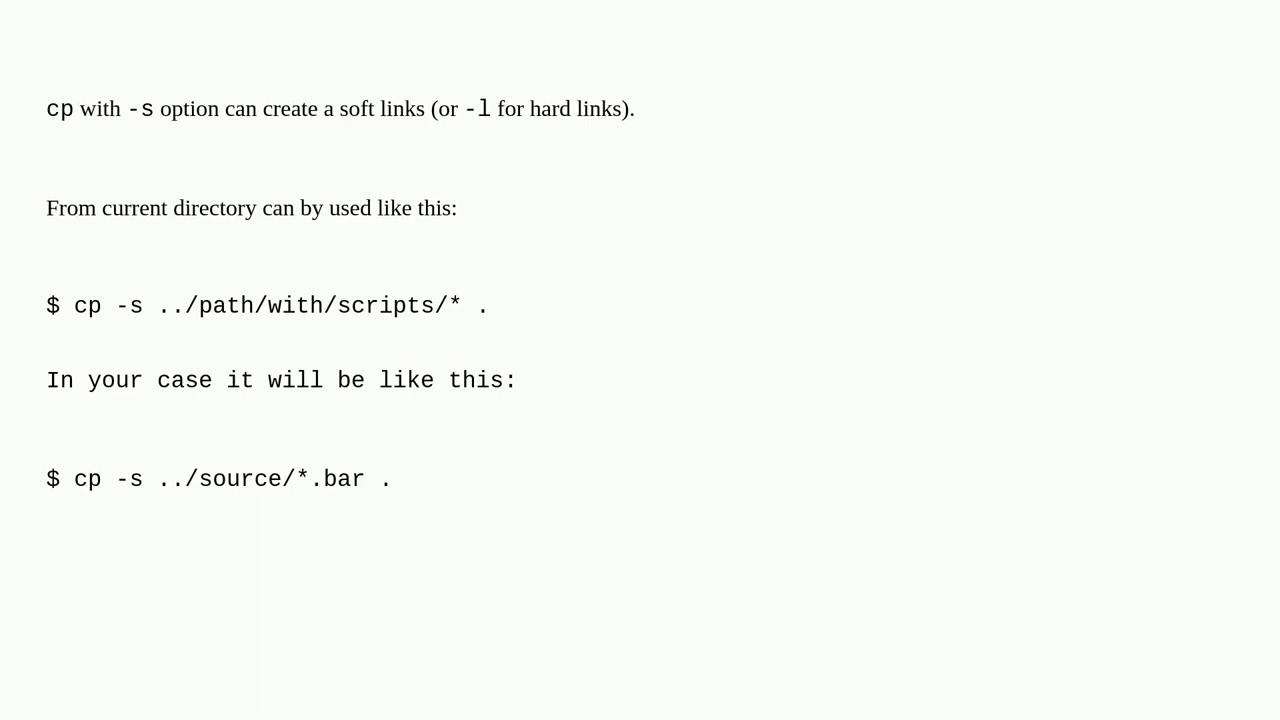 cp with -s option can create a soft links (or -l for hard links).
From current directory can by used like this:
$ cp -s ../path/with/scripts/* .
In your case it will be like this:
$ cp -s ../source/*.bar .